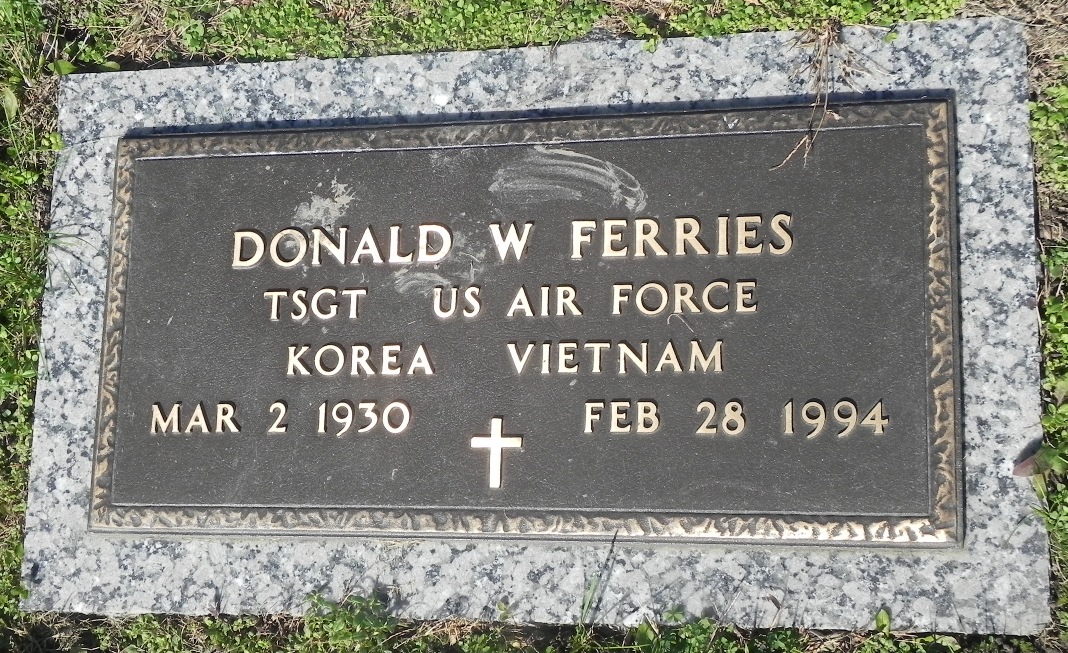 DONALD W FERRIES
TSGT US AIR FORCE
KOREA VIETNAM
MAR 2 1930 FEB 28 1994